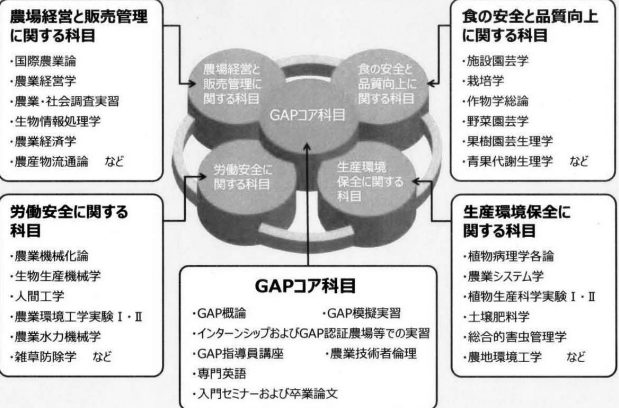 農場経営と販売管理
に関する科目
・国際農業論
・農業経営学
・農業・社会調査実習
・生物情報処理学
・農業経済学
・農産物流通論 など
食の安全と品質向上
に関する科目
・施設園芸学
・栽培学
・作物学総論
・野菜園芸学
・果樹園芸生理学
・青果代謝生理学 など
農場経営と
販売管理に
関する科目
食の安全と
品質向上に
関する科目
GAPコア科目
労働安全に
関する科目
生産環境
保全に関する
科目
労働安全に関する
科目
・農業機械化論
・生物生産機械学
・人間工学
・農業環境工学実験Ⅰ・Ⅱ
・農業水力機械学
・雑草防除学 など
GAPコア科目
・GAP概論 ・GAP模擬実習
・インターンシップおよびGAP認証農場等での実習
・GAP指導員講座 ・農業技術者倫理
・専門英語
・入門セミナーおよび卒業論文
生産環境保全に
関する科目
・植物病理学各論
・農業システム学
・植物生産科学実験Ⅰ・Ⅱ
・土壌肥料学
・総合的害虫管理学
・農地環境工学 など